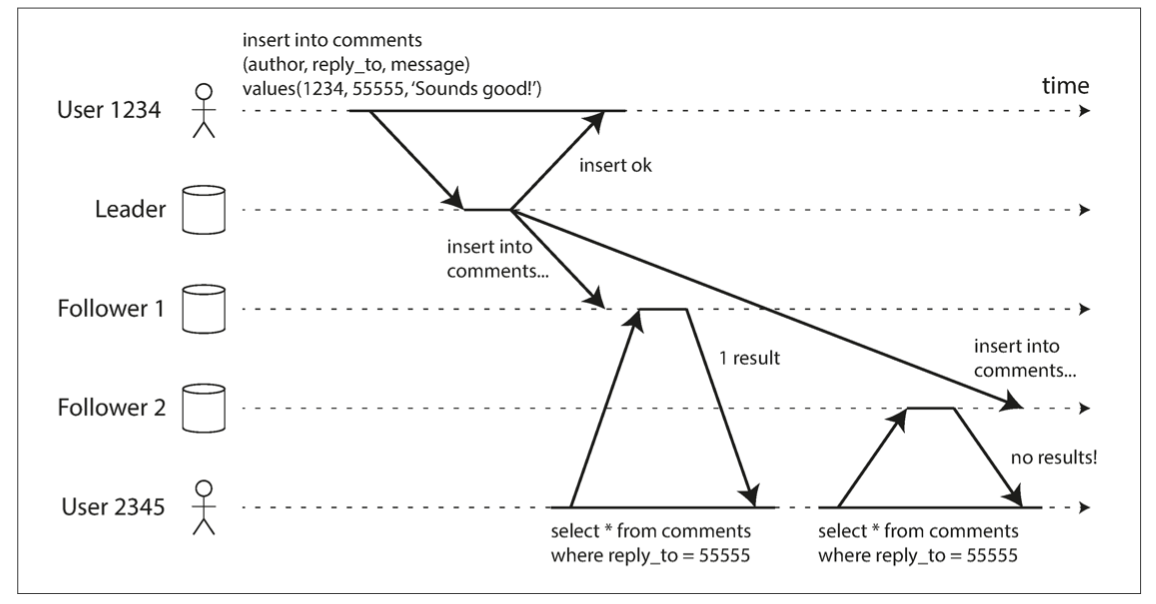 insert into comments
(author, reply_to, message)
values(1234, 55555, ‘Sounds good!’)
time
User 1234
insert ok
Leader
insert into
comments...
Follower 1
1 result
insert into
comments...
Follower 2
no results!
User 2345
select * from comments
where reply_to = 55555
select * from comments
where reply_to = 55555